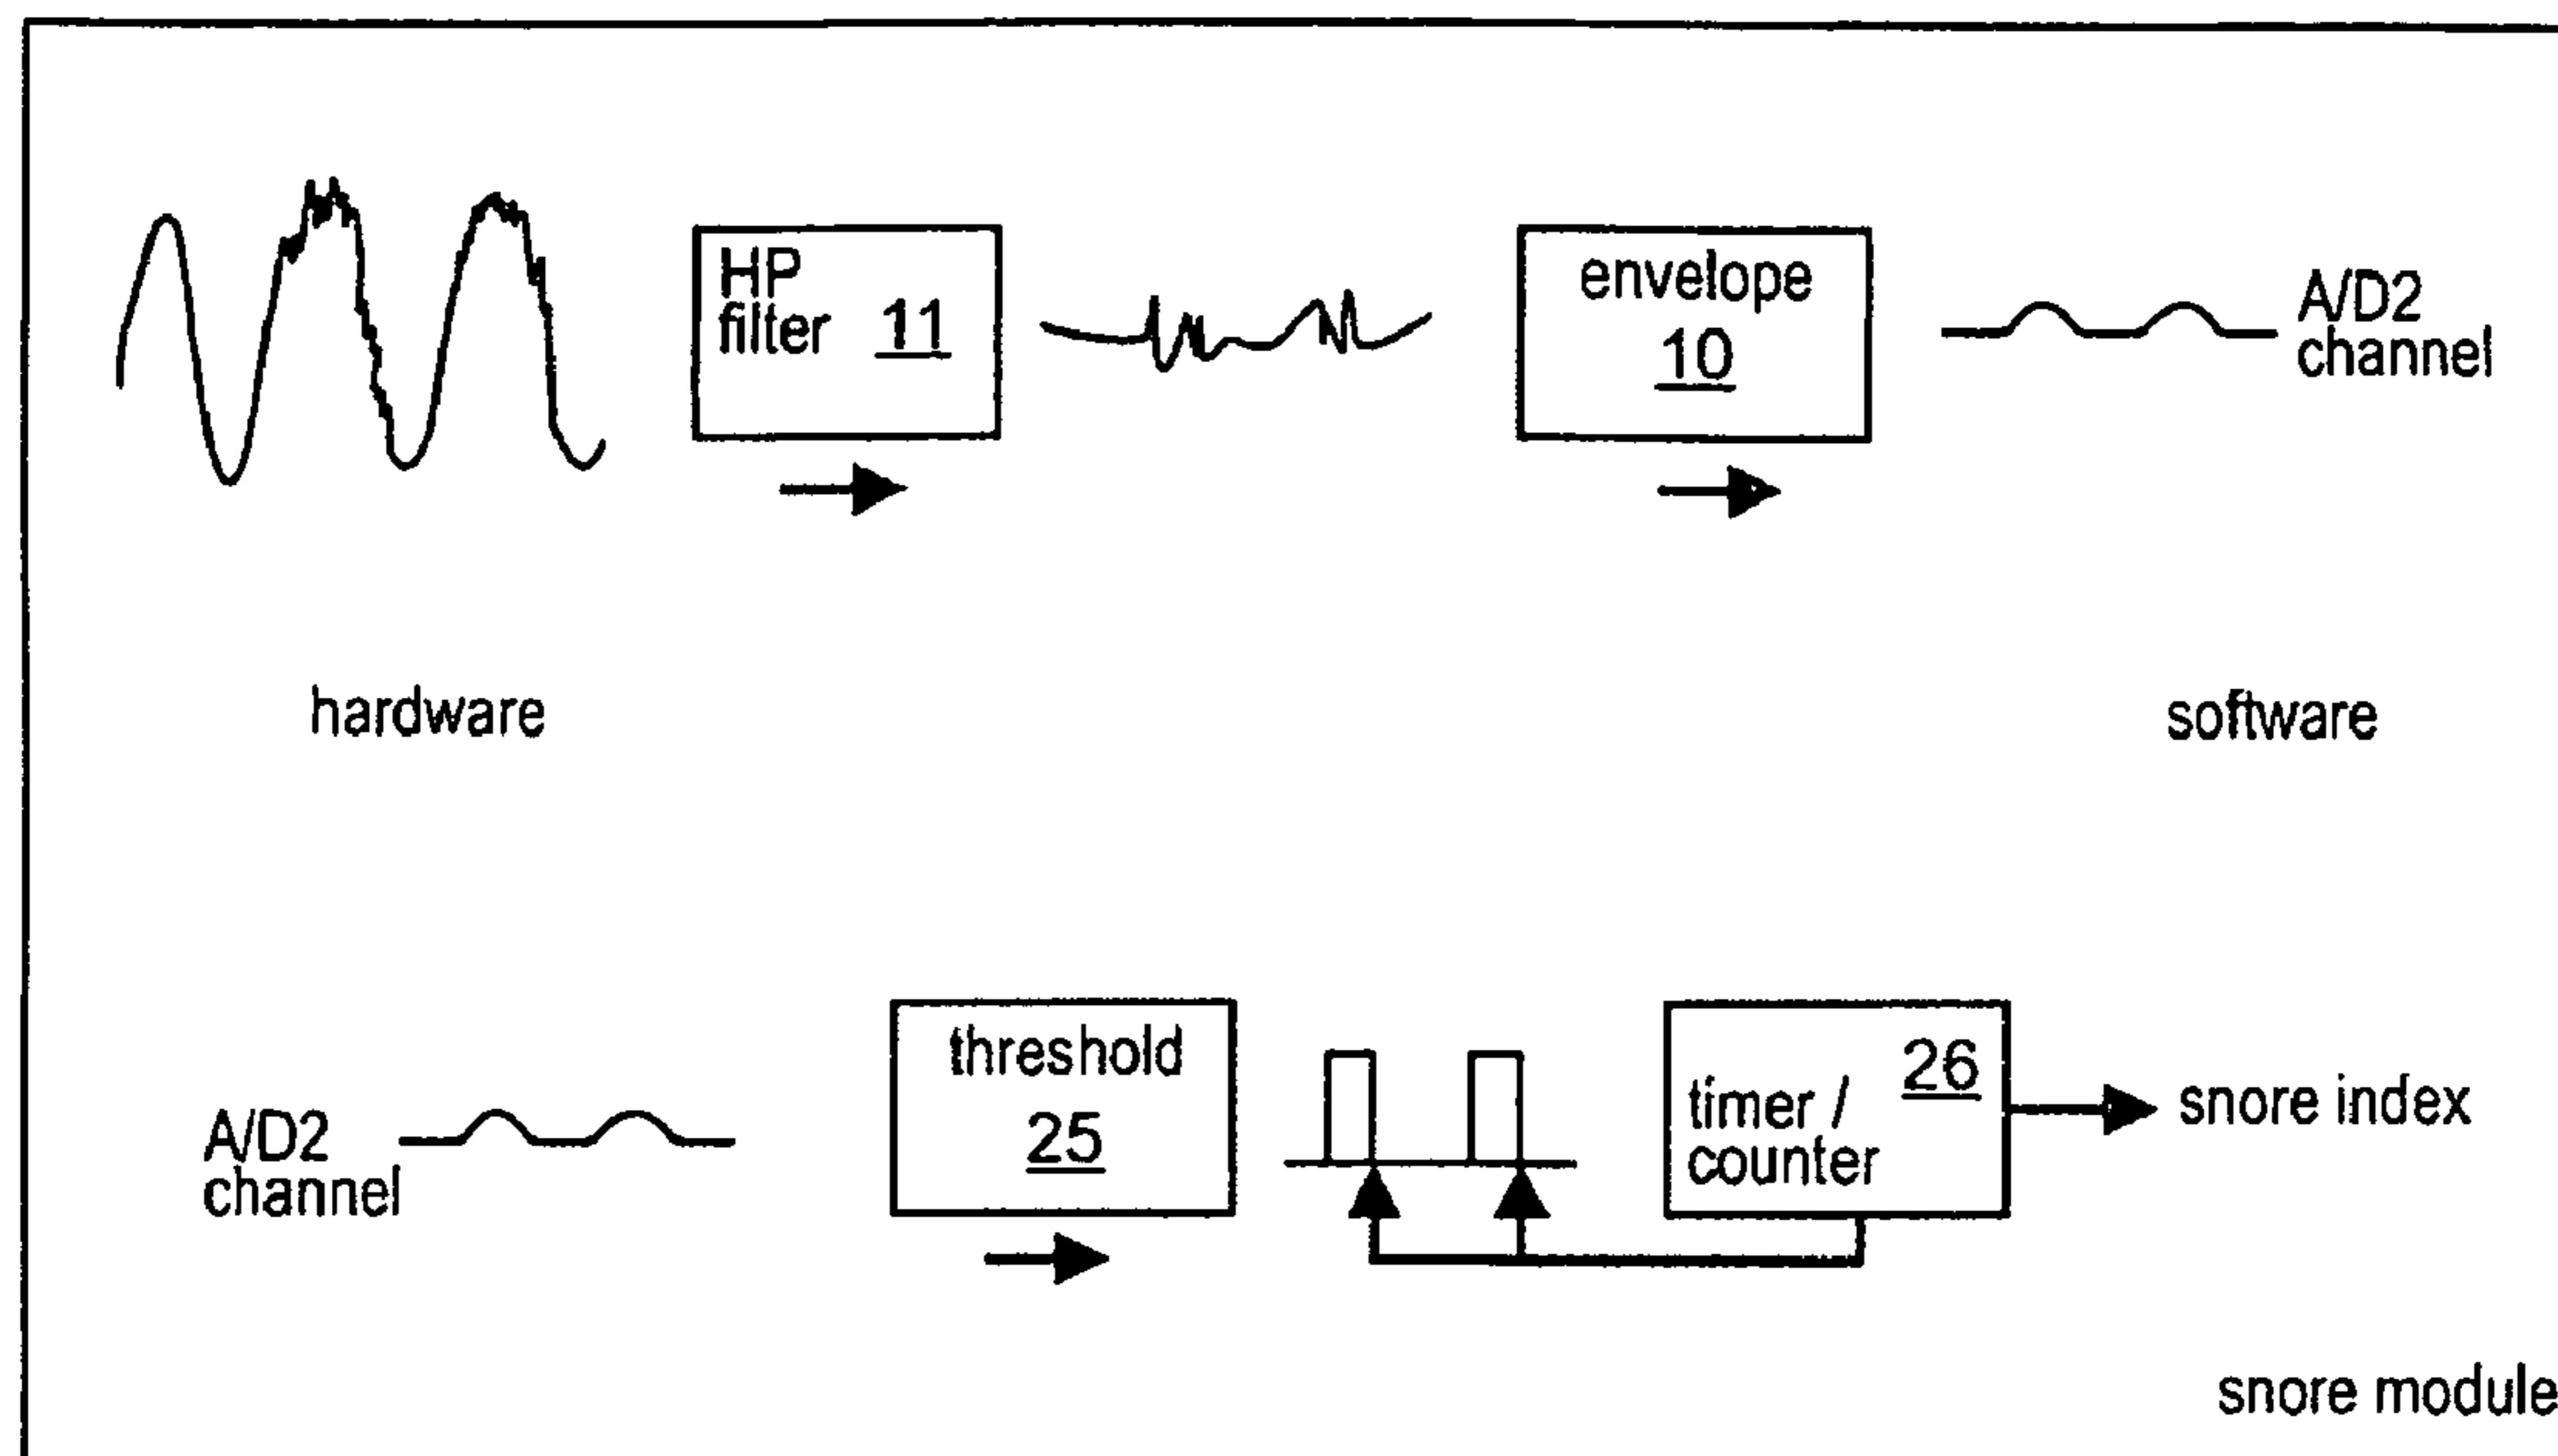 HP
filter 11
envelope
10
A/D2
channel
hardware
software
A/D2
channel
threshold
25
26
timer /
counter
snore index
snore module